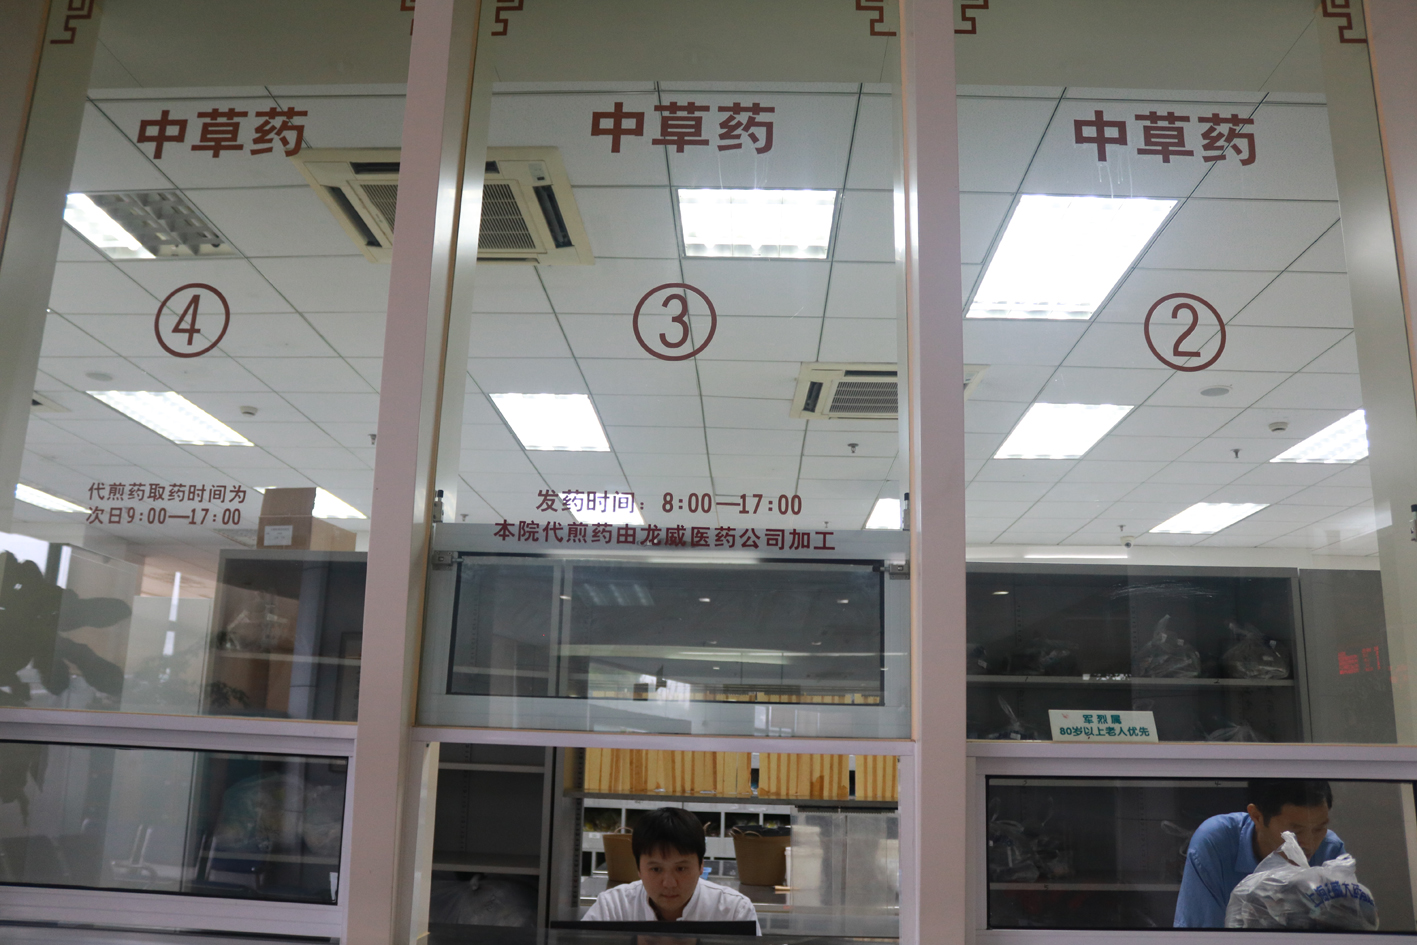 中草药
④
代煎药取药时间为
次日9:00—17:00
中草药
③
发药时间：8:00—17:00
本院代煎药由龙威医药公司加工
中草药
②
军烈属
80岁以上老人优先